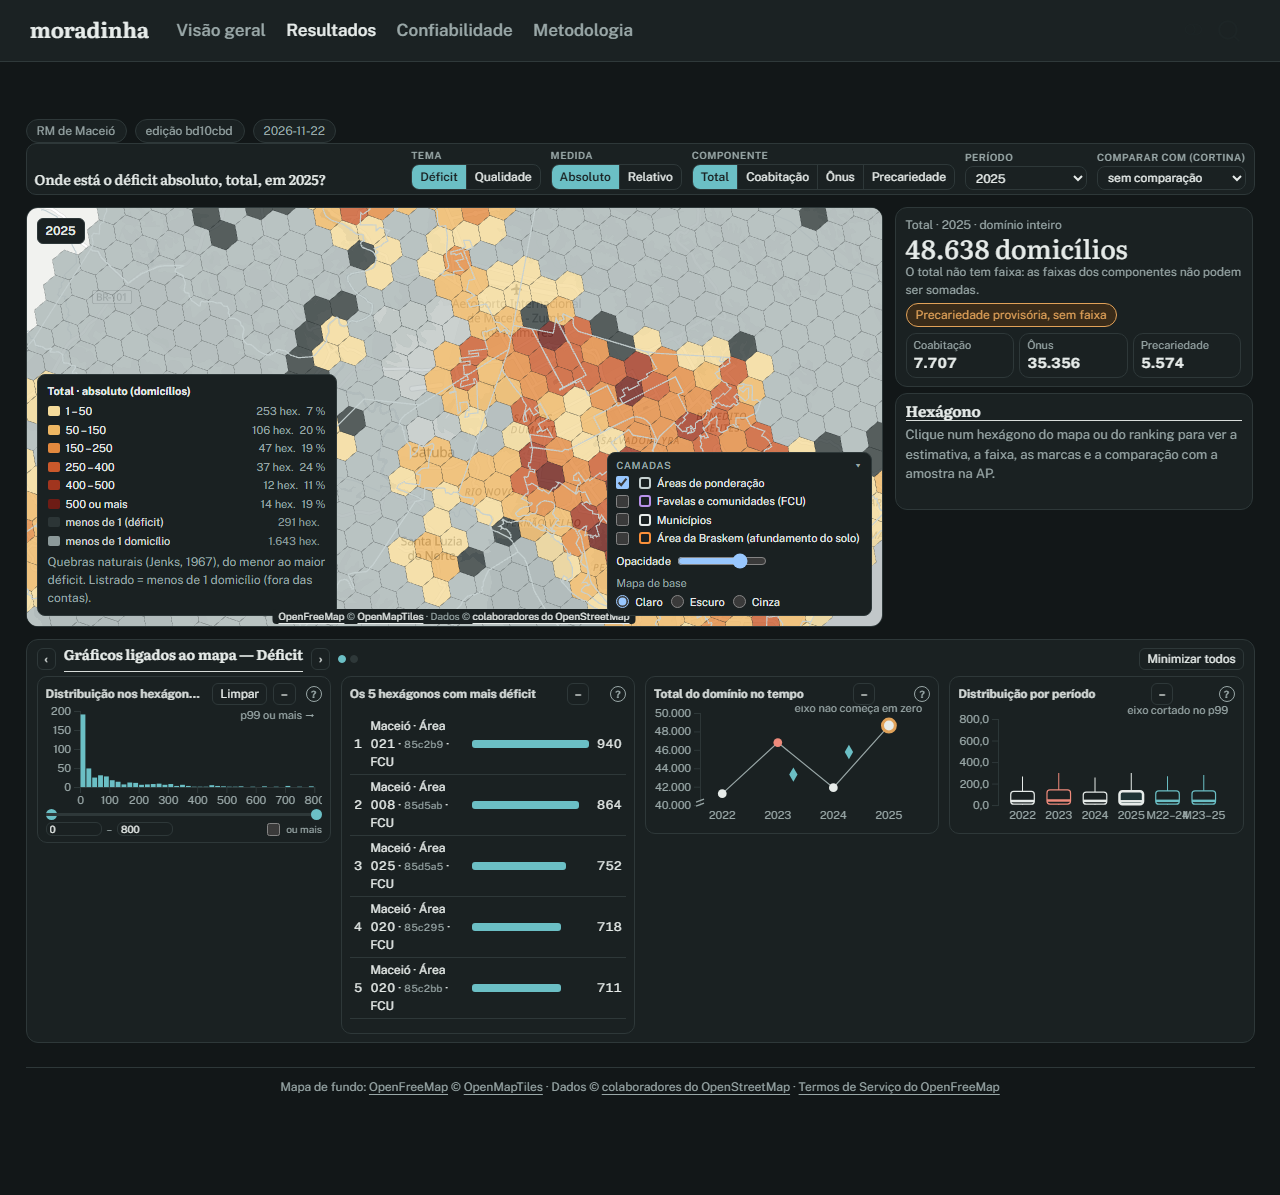 moradinha Visão geral Resultados Confiabilidade Metodologia
RM de Maceió edição bd10cbd 2026-11-22
Onde está o déficit absoluto, total, em 2025?
TEMA
Déficit Qualidade
MEDIDA
Absoluto Relativo
COMPONENTE
Total Coabitação Ônus Precariedade
PERÍODO
2025
COMPARAR COM (CORTINA)
sem comparação
2025
BR-101
Satuba
Santa Luzia
do Norte
RIO NOVO
Total · absoluto (domicílios)
1–50 253 hex. 7 %
50–150 106 hex. 20 %
150–250 47 hex. 19 %
250–400 37 hex. 24 %
400–500 12 hex. 11 %
500 ou mais 14 hex. 19 %
menos de 1 (déficit) 291 hex.
menos 1 domicílio 1.643 hex.
Quebras naturais (Jenks, 1967), do menor ao maior
déficit. Listrado = menos de 1 domicílio (fora das
contas).
CAMADAS
Áreas de ponderação
Favelas e comunidades (FCU)
Municípios
Área da Braskem (afundamento do solo)
Opacidade
Mapa de base
Claro Escuro Cinza
OpenFreeMap © OpenMapTiles · Dados © colaboradores do OpenStreetMap
Total · 2025 · domínio inteiro
48.638 domicílios
O total não tem faixa: as faixas dos componentes não podem
ser somadas.
Precariedade provisória, sem faixa
Coabitação
7.707
Ônus
35.356
Precariedade
5.574
Hexágono
Clique num hexágono do mapa ou do ranking para ver a
estimativa, a faixa, as marcas e a comparação com a
amostra na AP.
‹ Gráficos ligados ao mapa — Déficit › Minimizar todos
Distribuição nos hexágon... Limpar – ?
p99 ou mais →
200
150
100
50
0
0 100 200 300 400 500 600 700 800
0 – 800 ou mais
Os 5 hexágonos com mais déficit – ?
1 Maceió · Área
021 · 85c2b9 ·
FCU
940
2 Maceió · Área
008 · 85d5ab ·
FCU
864
3 Maceió · Área
025 · 85d5a5 ·
FCU
752
4 Maceió · Área
020 · 85c295 ·
FCU
718
5 Maceió · Área
020 · 85c2bb ·
FCU
711
Total do domínio no tempo – ?
eixo não começa em zero
50.000
48.000
46.000
44.000
42.000
40.000
2022 2023 2024 2025
Distribuição por período – ?
eixo cortado no p99
800,0
600,0
400,0
200,0
0,0
2022 2023 2024 2025 M22–24 M23–25
Mapa de fundo: OpenFreeMap © OpenMapTiles · Dados © colaboradores do OpenStreetMap · Termos de Serviço do OpenFreeMap